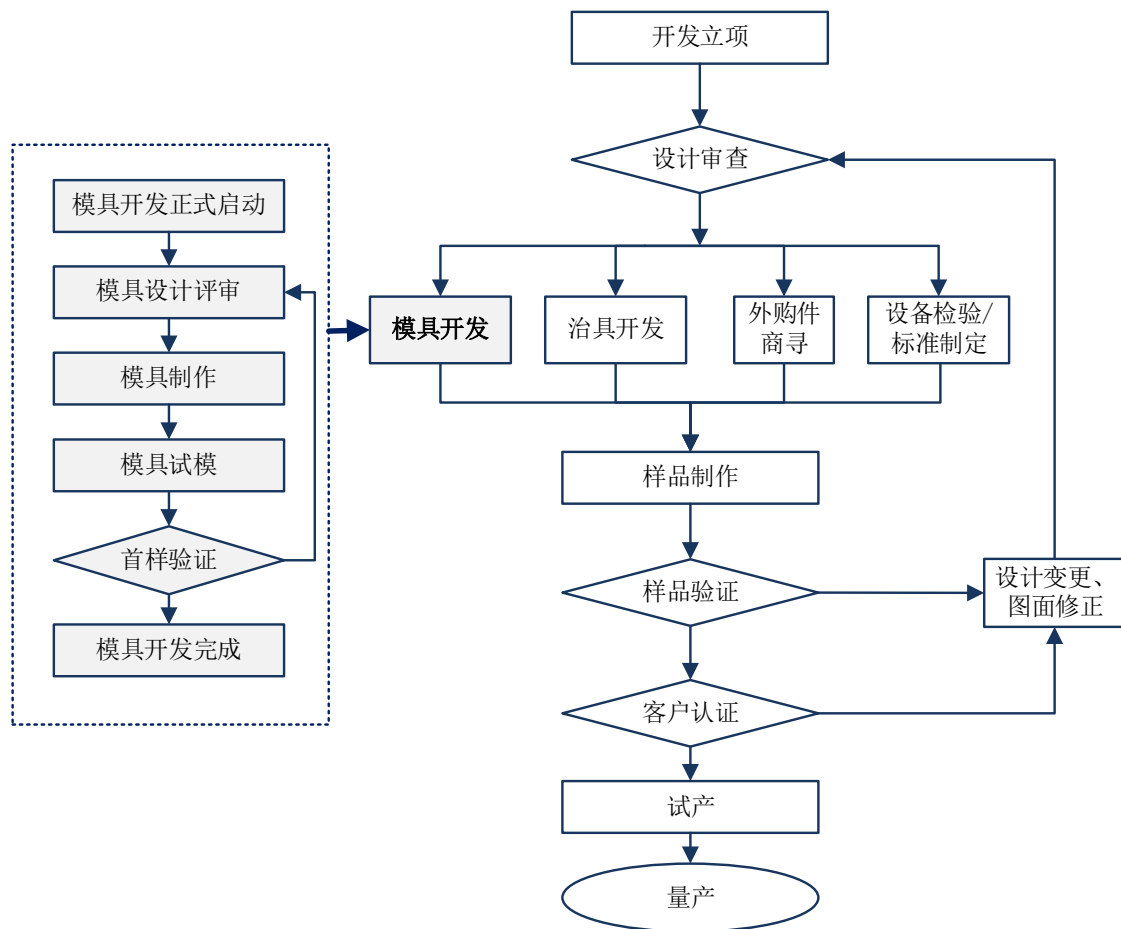 开发立项
设计审查
模具开发正式启动
模具设计评审
模具制作
模具试模
首样验证
模具开发完成
模具开发
治具开发
外购件
商寻
设备检验/
标准制定
样品制作
样品验证
设计变更、
图面修正
客户认证
试产
量产